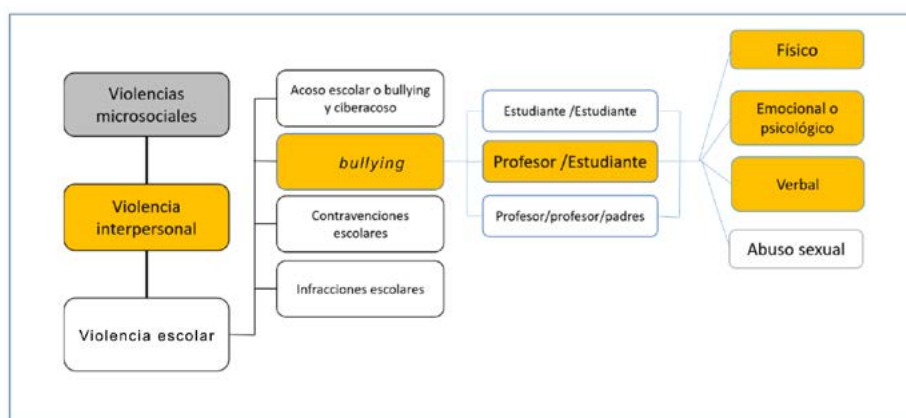 Violencias
microsociales
Violencia
interpersonal
Violencia escolar
Acoso escolar o bullying
y ciberacoso
bullying
Contravenciones
escolares
Infracciones escolares
Estudiante /Estudiante
Profesor /Estudiante
Profesor/profesor/padres
Físico
Emocional o
psicológico
Verbal
Abuso sexual